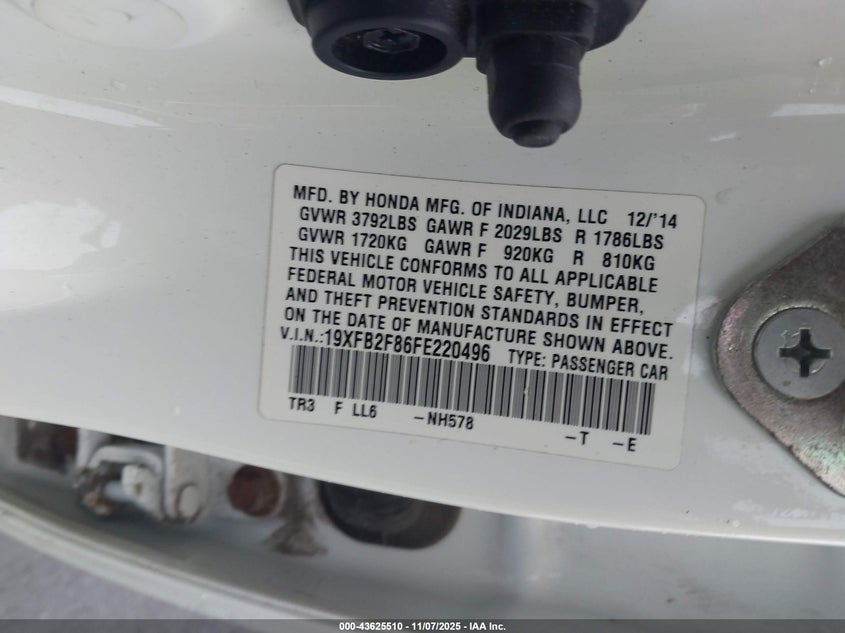 MFD. BY HONDA MFG. OF INDIANA, LLC 12/'14
GVWR 3792LBS GAWR F 2029LBS R 1786LBS
GVWR 1720KG GAWR F 920KG R 810KG
THIS VEHICLE CONFORMS TO ALL APPLICABLE
FEDERAL MOTOR VEHICLE SAFETY, BUMPER,
AND THEFT PREVENTION STANDARDS IN EFFECT
ON THE DATE OF MANUFACTURE SHOWN ABOVE.
V.I.N.:19XFB2F86FE220496 TYPE: PASSENGER CAR
TR3 F LL6 -NH578 -T -E
000-43625510 - 11/07/2025 - IAA Inc.